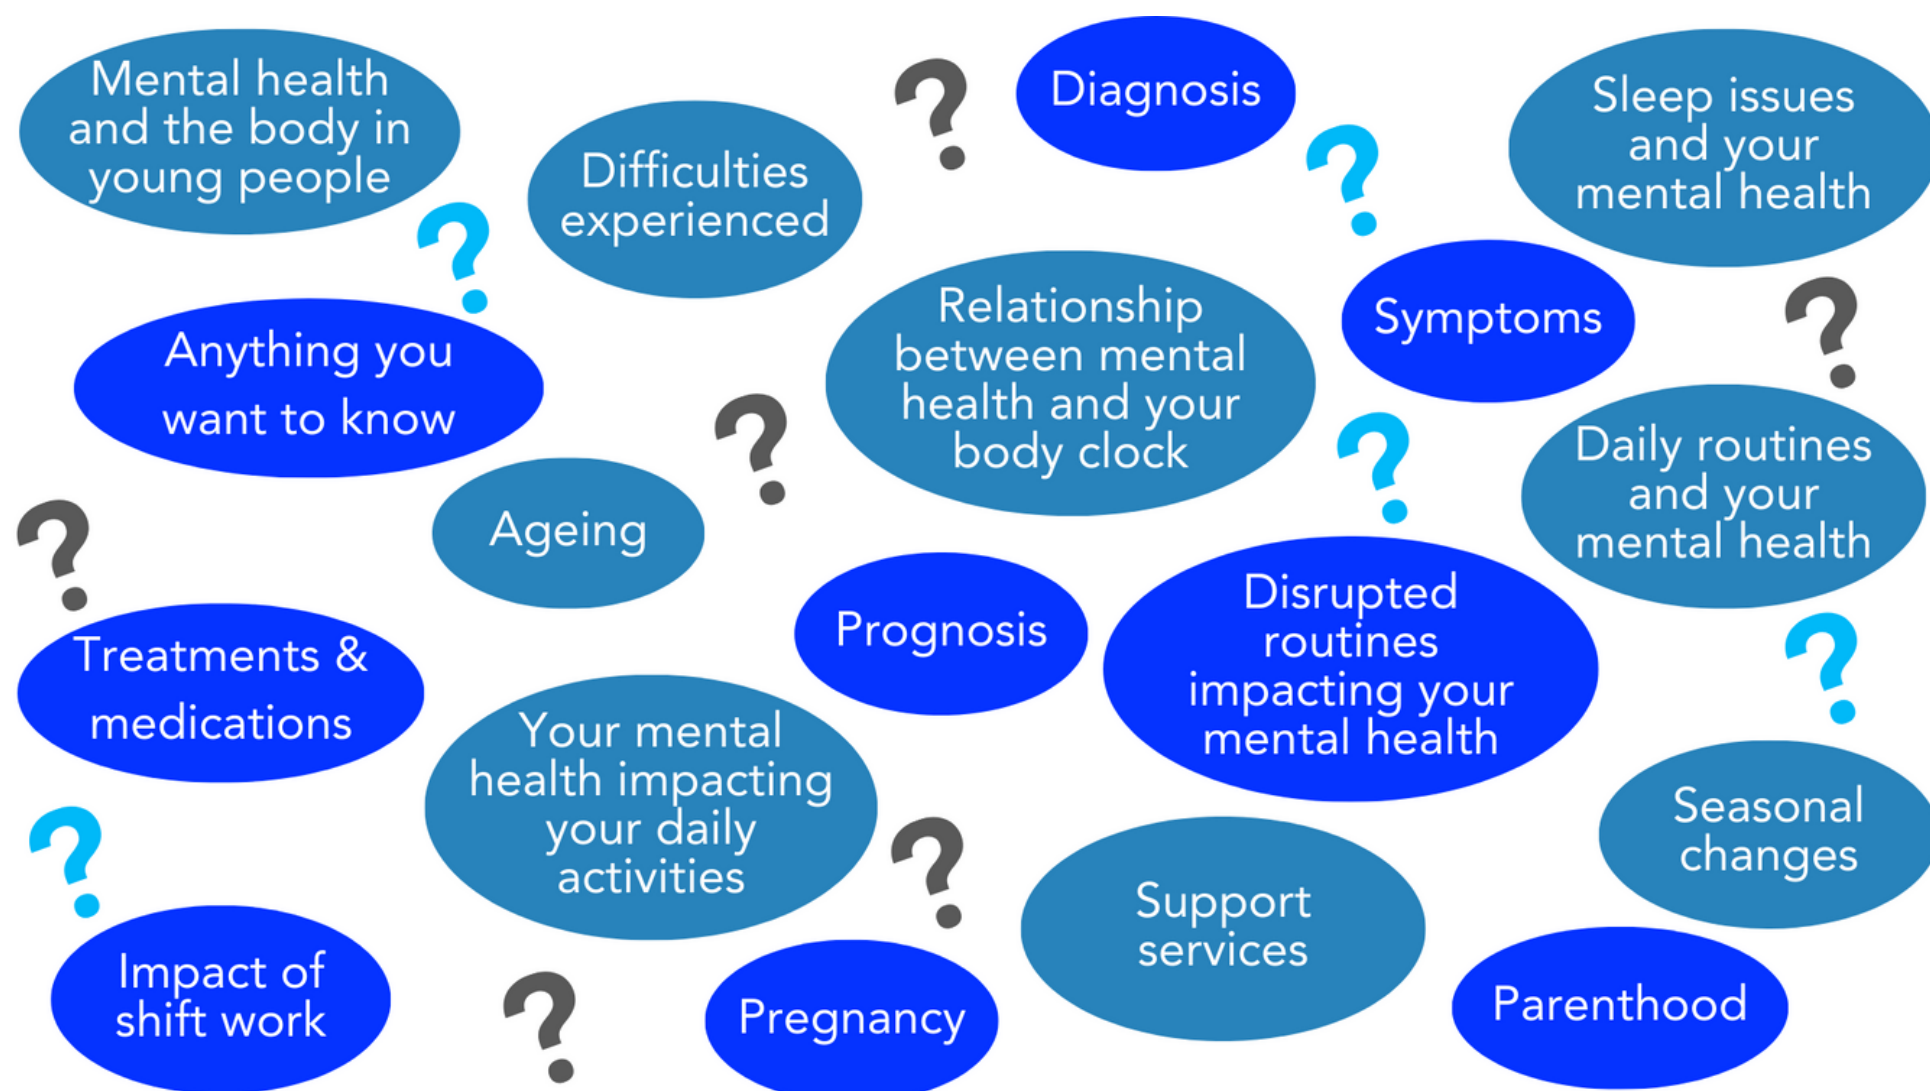 Mental health
and the body in
young people
?
Difficulties
experienced
?
Diagnosis
?
Sleep issues
and your
mental health
Anything you
want to know
?
Relationship
between mental
health and your
body clock
Symptoms
?
?
Daily routines
and your
mental health
?
Ageing
Prognosis
Disrupted
routines
impacting your
mental health
?
Treatments &
medications
Your mental
health impacting
your daily
activities
?
Seasonal
changes
?
Impact of
shift work
?
Pregnancy
Support
services
Parenthood
?